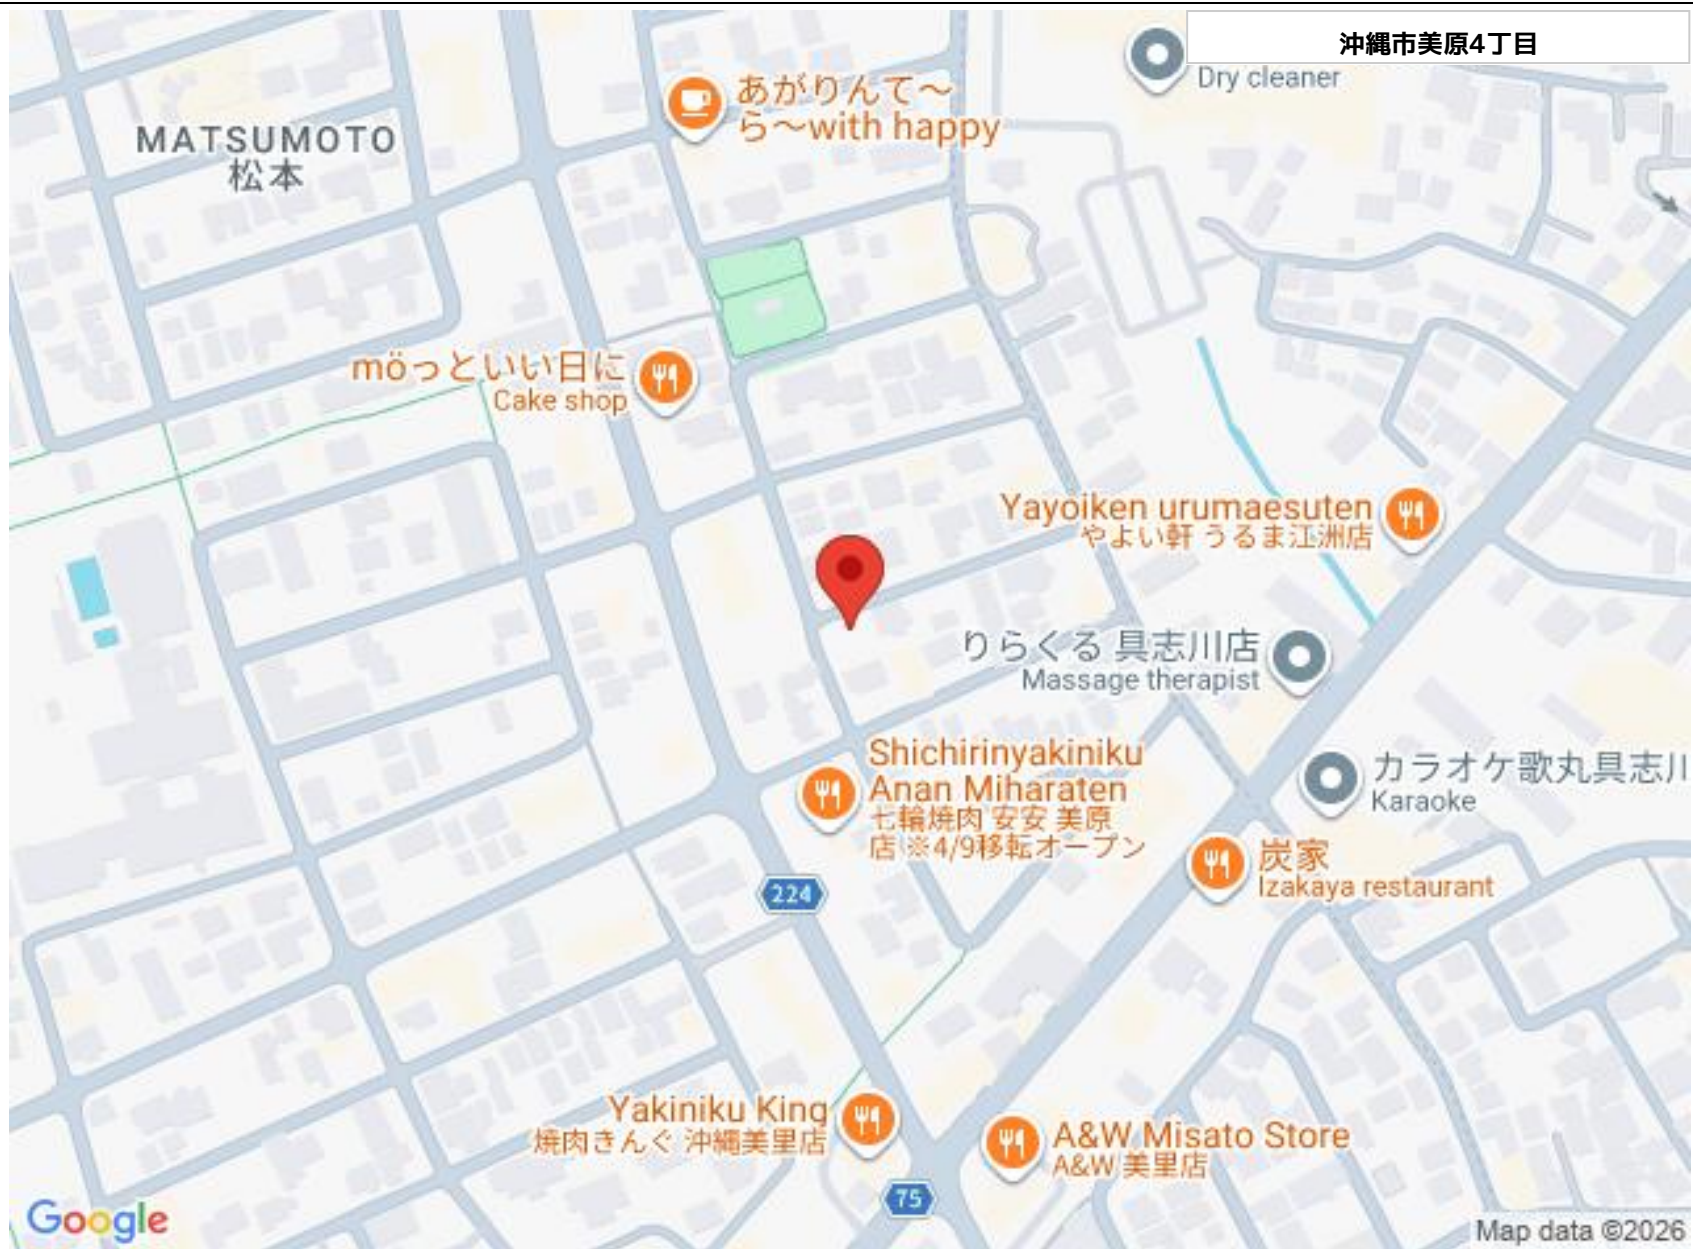 沖縄市美原4丁目
Dry cleaner
あがりんて～
ら～with happy
MATSUMOTO
松本
möっといい日に
Cake shop
Yayoiken urumaesuten
やよい軒 うるま江洲店
りらくる 具志川店
Massage therapist
Shichirinyakiniku
Anan Miharaten
七輪焼肉 安安 美原
店 ※4/9移転オープン
カラオケ歌丸具志川
Karaoke
炭家
Izakaya restaurant
224
Yakiniku King
焼肉きんぐ 沖縄美里店
A&W Misato Store
A&W 美里店
75
Google
Map data ©2026